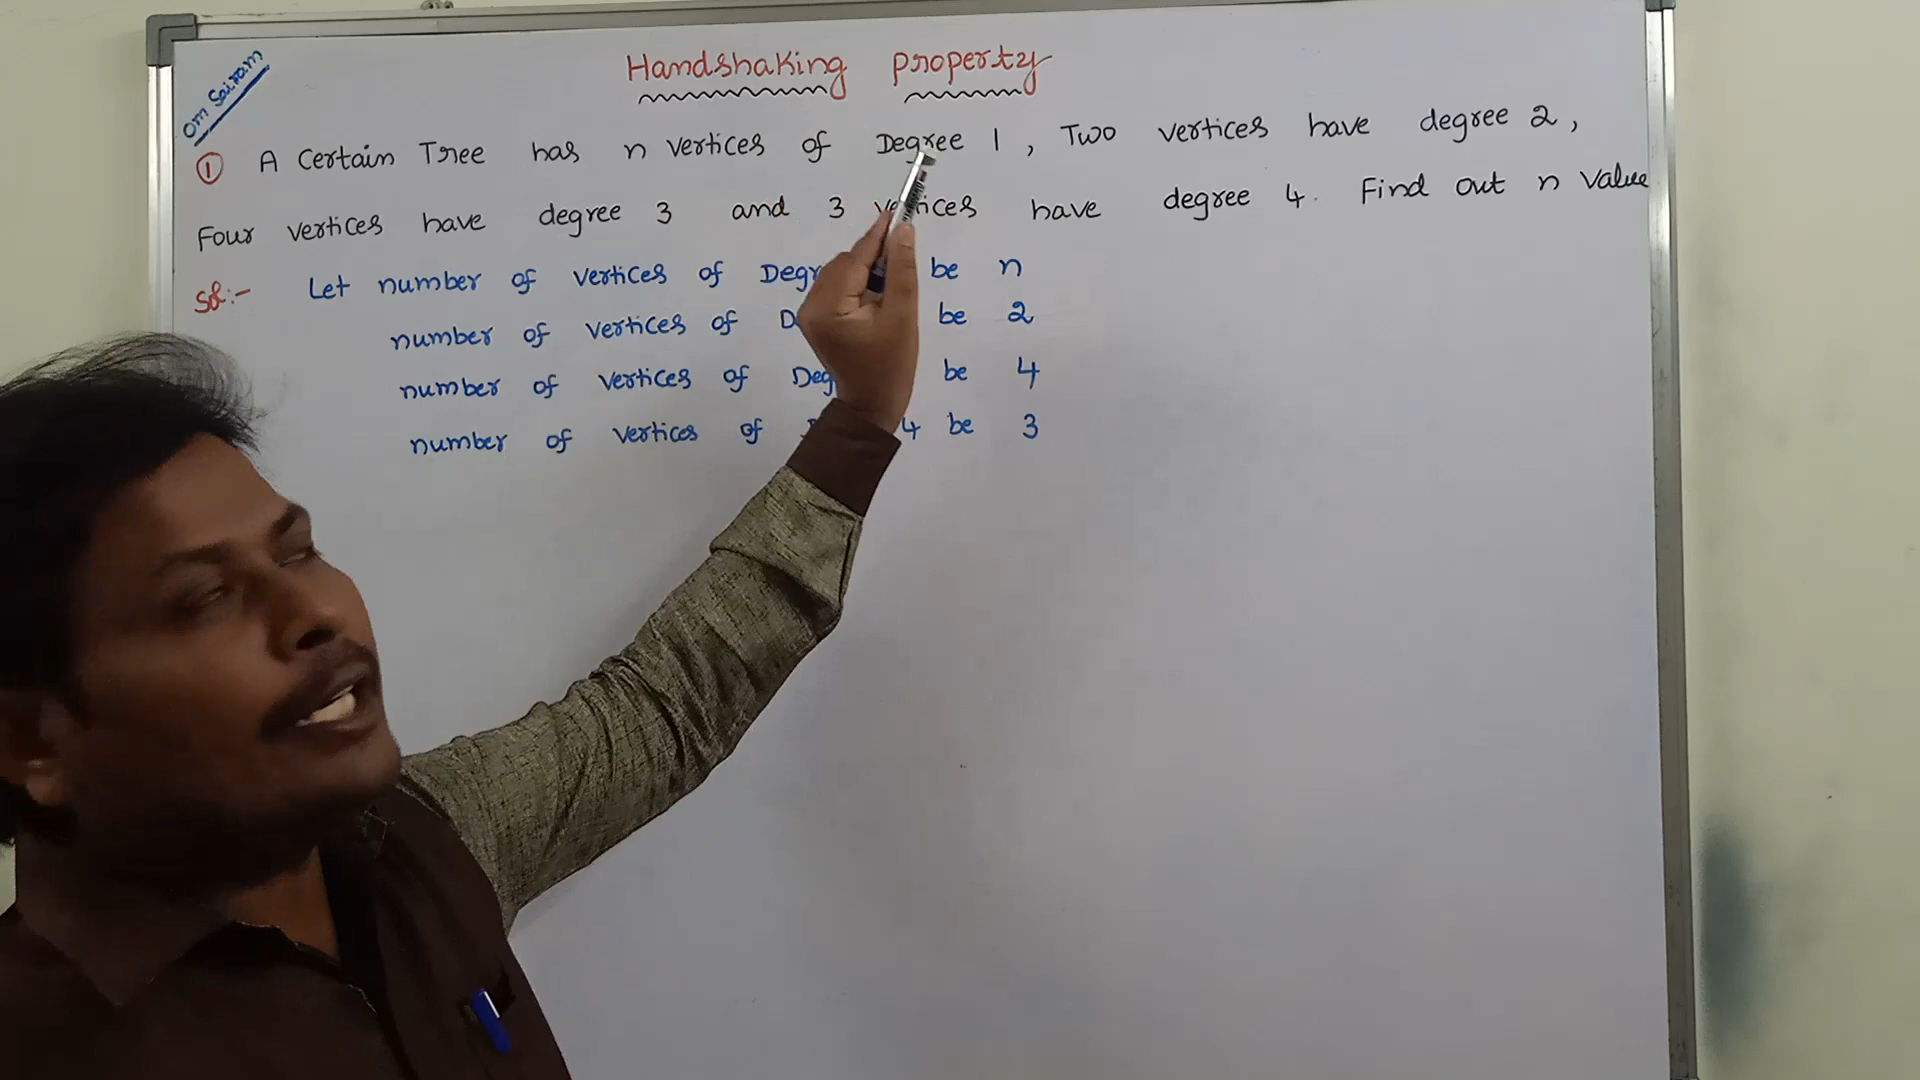 Om Sairam
Handshaking property
① A Certain Tree has n vertices of Degree 1, Two vertices have degree 2,
Four vertices have degree 3 and 3 vertices have degree 4. Find out n value
Sol:- Let number of vertices of be n
number of vertices of be 2
number of vertices of be 4
number of vertices of 4 be 3